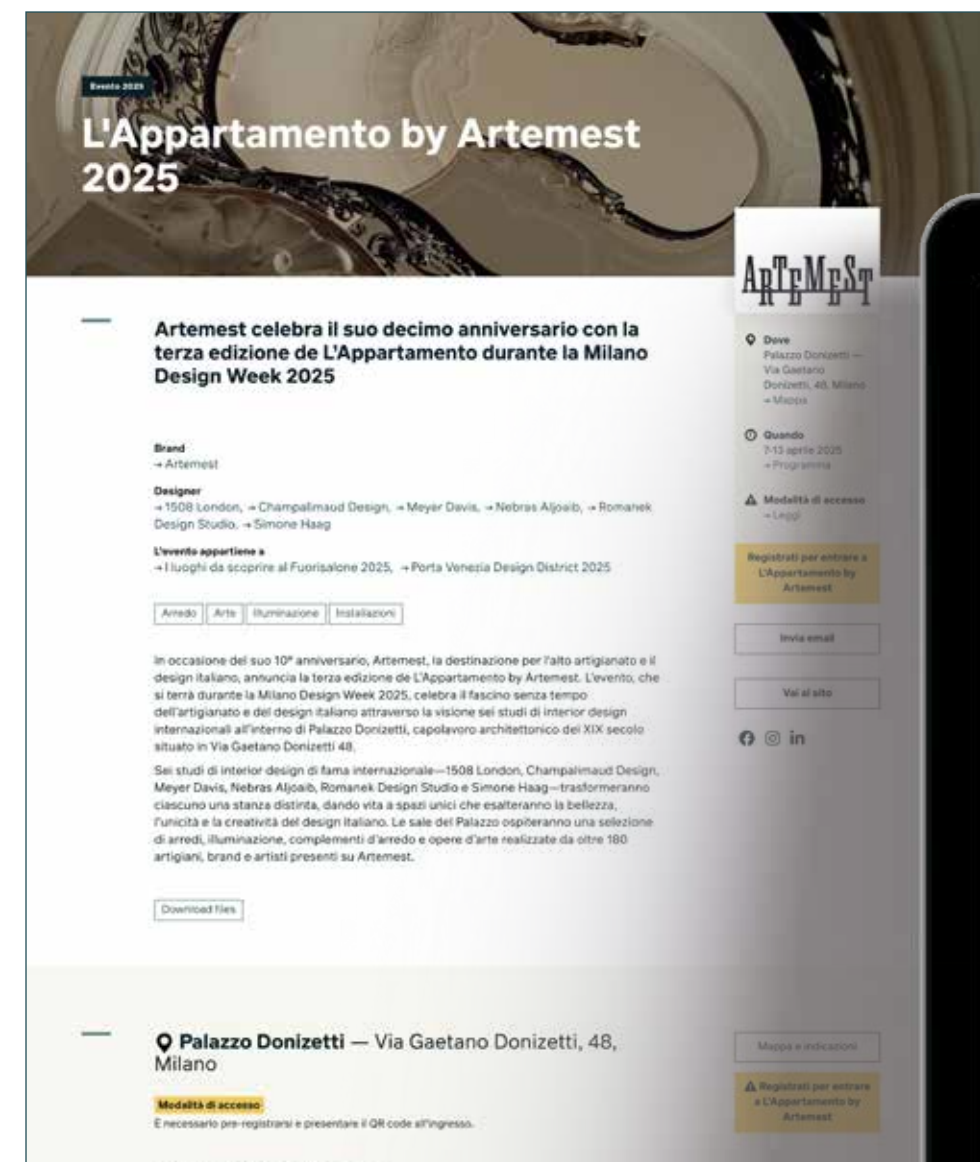 Evento 2025
L'Appartamento by Artemest
2025
ARTEMEST
Artemest celebra il suo decimo anniversario con la
terza edizione de L'Appartamento durante la Milano
Design Week 2025
Brand
→ Artemest
Designer
→ 1508 London, → Champalimaud Design, → Meyer Davis, → Nebras Aljoaib, → Romanek
Design Studio, → Simone Haag
L'evento appartiene a
→ I luoghi da scoprire al Fuorisalone 2025, → Porta Venezia Design District 2025
Arredo Arte Illuminazione Installazioni
In occasione del suo 10° anniversario, Artemest, la destinazione per l'alto artigianato e il
design italiano, annuncia la terza edizione de L'Appartamento by Artemest. L'evento, che
si terrà durante la Milano Design Week 2025, celebra il fascino senza tempo
dell'artigianato e del design italiano attraverso la visione sei studi di interior design
internazionali all'interno di Palazzo Donizetti, capolavoro architettonico del XIX secolo
situato in Via Gaetano Donizetti 48.
Sei studi di interior design di fama internazionale—1508 London, Champalimaud Design,
Meyer Davis, Nebras Aljoaib, Romanek Design Studio e Simone Haag—trasformeranno
ciascuno una stanza distinta, dando vita a spazi unici che esalteranno la bellezza,
l'unicità e la creatività del design italiano. Le sale del Palazzo ospiteranno una selezione
di arredi, illuminazione, complementi d'arredo e opere d'arte realizzate da oltre 180
artigiani, brand e artisti presenti su Artemest.
Download files
Dove
Palazzo Donizetti —
Via Gaetano
Donizetti, 48, Milano
→ Mappa
Quando
7-13 aprile 2025
→ Programma
Modalità di accesso
→ Leggi
Registrati per entrare a
L'Appartamento by
Artemest
Invia email
Vai al sito
Palazzo Donizetti — Via Gaetano Donizetti, 48,
Milano
Modalità di accesso
È necessario pre-registrarsi e presentare il QR code all'ingresso.
Mappa e indicazioni
Registrati per entrare
a L'Appartamento by
Artemest